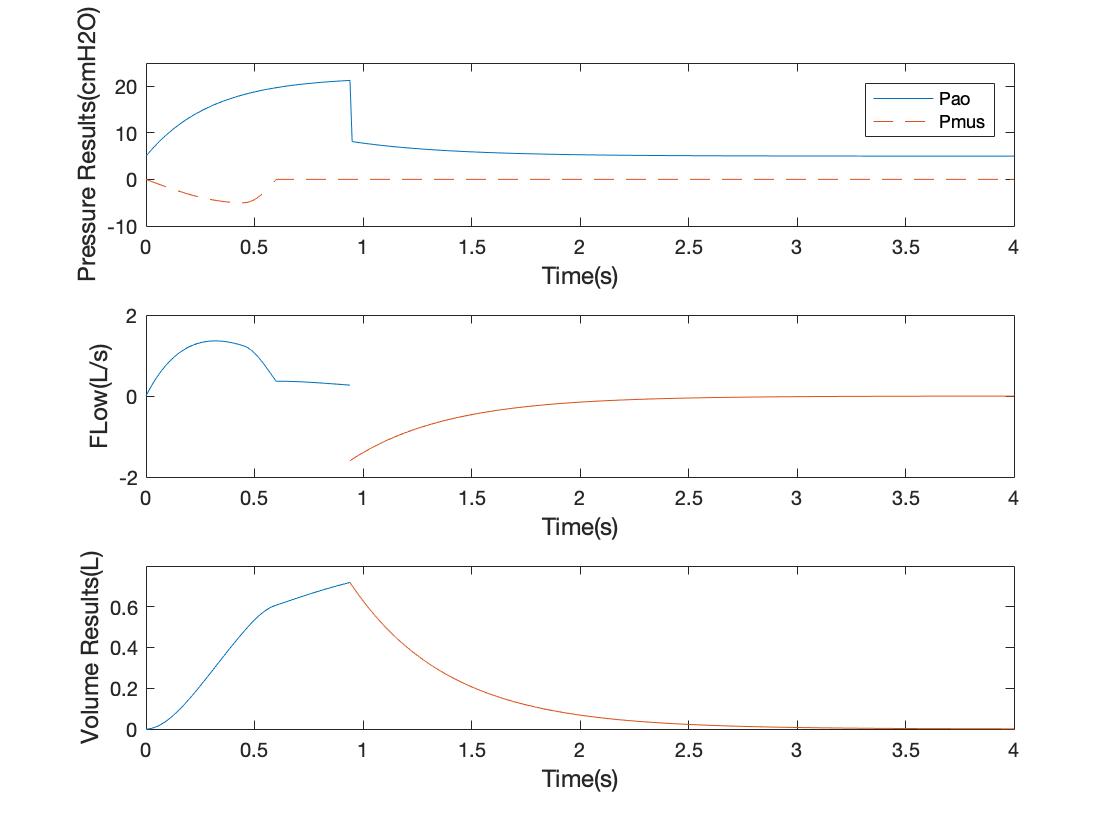 Pressure Results(cmH2O)
20
10
0
-10
Pao
Pmus
0 0.5 1 1.5 2 2.5 3 3.5 4
Time(s)
FLow(L/s)
2
0
-2
0 0.5 1 1.5 2 2.5 3 3.5 4
Time(s)
Volume Results(L)
0.6
0.4
0.2
0
0 0.5 1 1.5 2 2.5 3 3.5 4
Time(s)